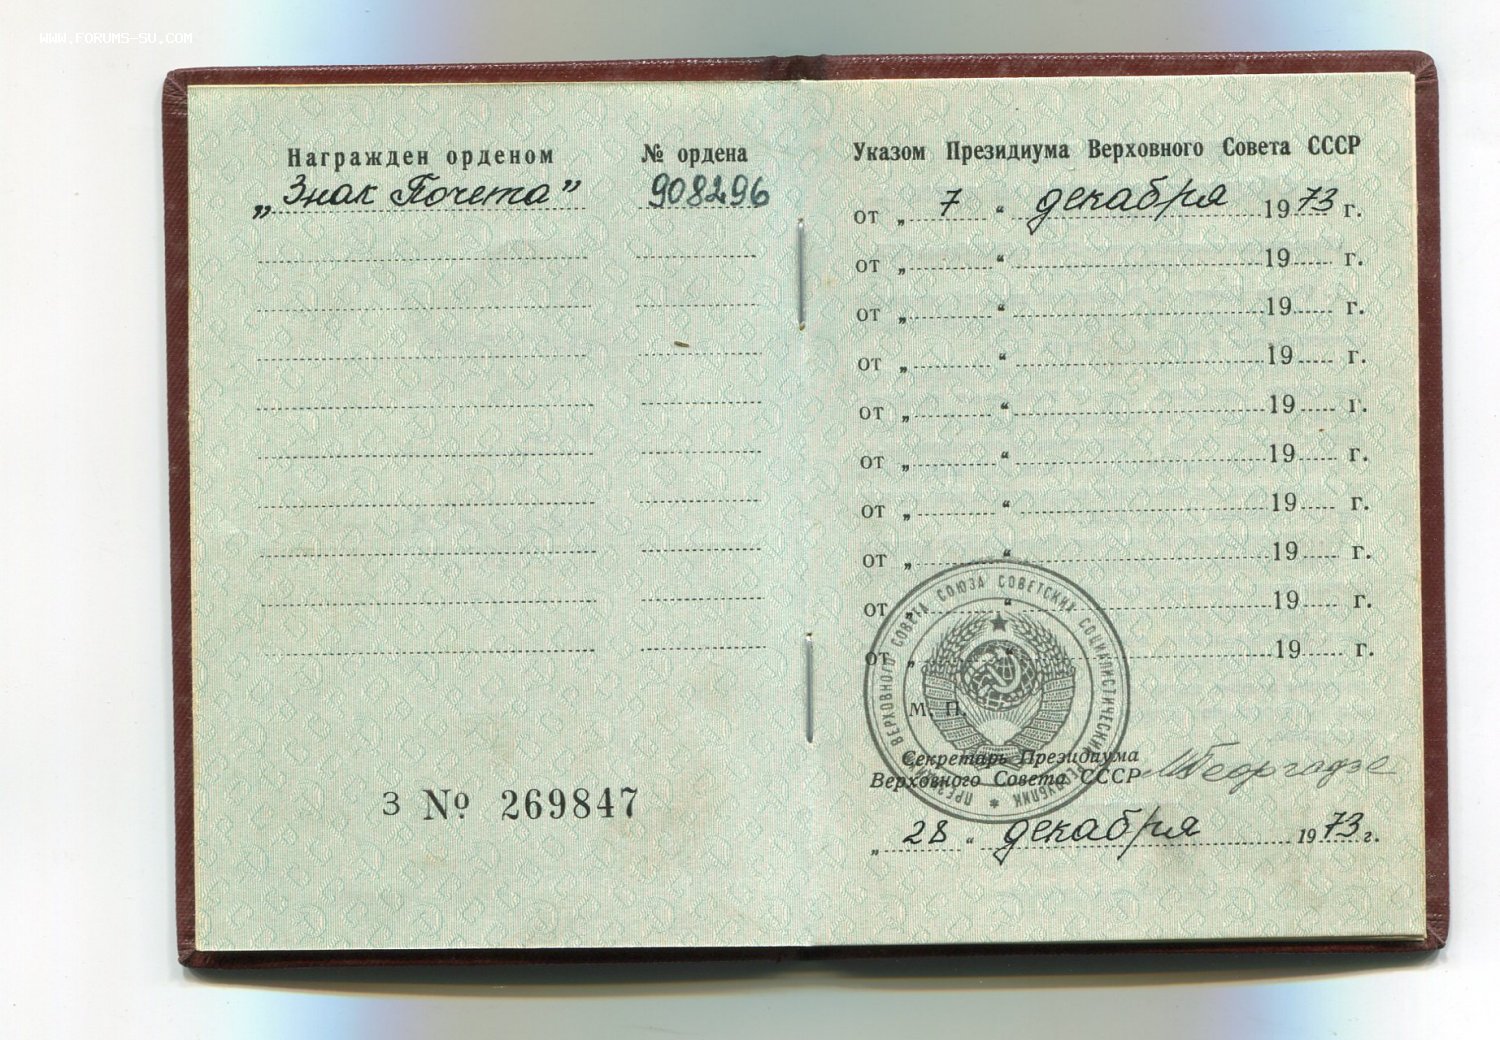 WWW.FORUMS-SU.COM
Награжден орденом
„Знак Почета”
№ ордена
908296
З № 269847
Указом Президиума Верховного Совета СССР
от „ 7 “ декабря 1973 г.
от „ “ 19 г.
от „ “ 19 г.
от „ “ 19 г.
от „ “ 19 г.
от „ “ 19 г.
от „ “ 19 г.
от „ “ 19 г.
от „ “ 19 г.
от „ “ 19 г.
ПРЕЗИДИУМ ВЕРХОВНОГО СОВЕТА СОЮЗА СОВЕТСКИХ СОЦИАЛИСТИЧЕСКИХ РЕСПУБЛИК
М. П.
Секретарь Президиума
Верховного Совета СССР МГеоргадзе
„ 28 “ декабря 1973 г.